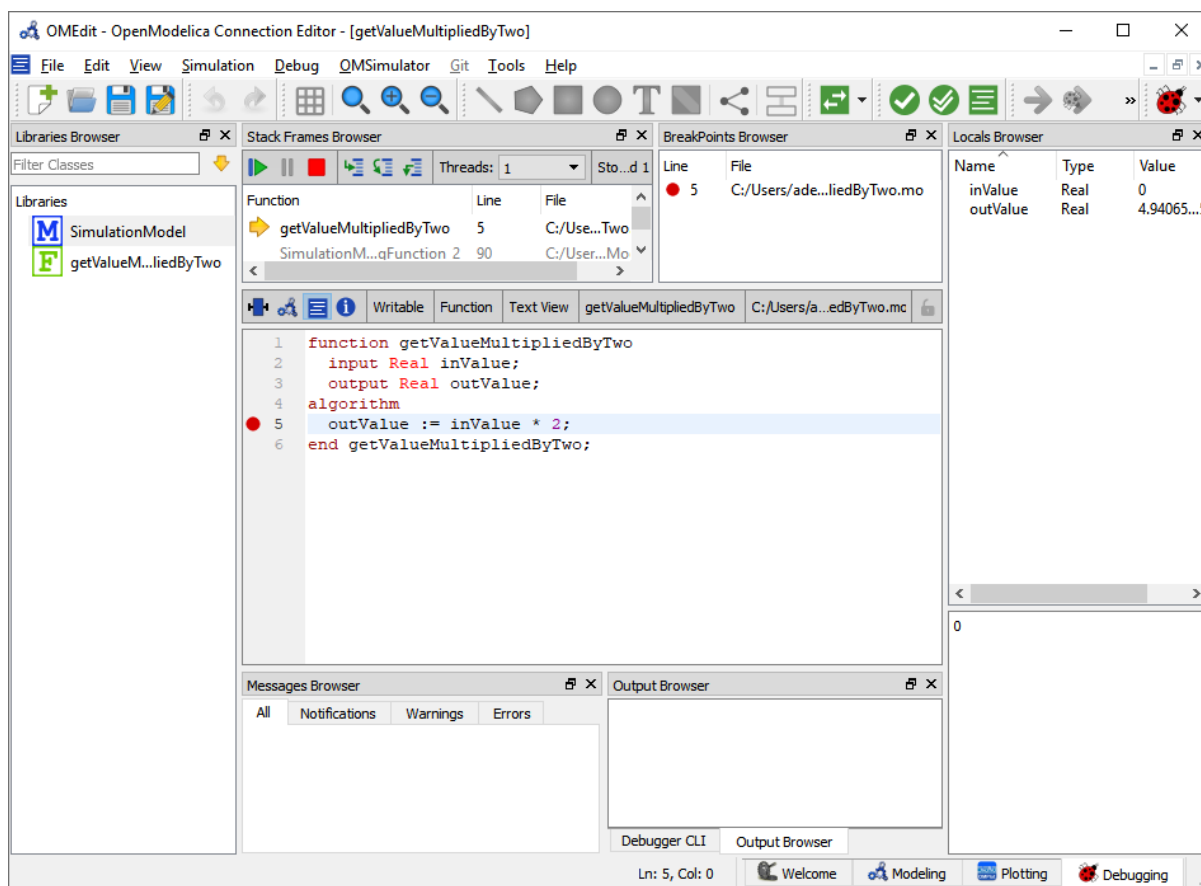 OMEdit - OpenModelica Connection Editor - [getValueMultipliedByTwo]
File Edit View Simulation Debug OMSimulator Git Tools Help
T »
Libraries Browser
Filter Classes
Libraries
M SimulationModel
F getValueM...liedByTwo
Stack Frames Browser
Threads: 1 Sto...d 1
Function Line File
getValueMultipliedByTwo 5 C:/Use...Two
SimulationM...qFunction_2 90 C:/User...Mo
BreakPoints Browser
Line File
5 C:/Users/ade...liedByTwo.mo
Locals Browser
Name Type Value
inValue Real 0
outValue Real 4.94065...
0
Writable Function Text View getValueMultipliedByTwo C:/Users/a...edByTwo.mo
1 function getValueMultipliedByTwo
2 input Real inValue;
3 output Real outValue;
4 algorithm
5 outValue := inValue * 2;
6 end getValueMultipliedByTwo;
Messages Browser
All Notifications Warnings Errors
Output Browser
Debugger CLI Output Browser
Ln: 5, Col: 0 Welcome Modeling Plotting Debugging